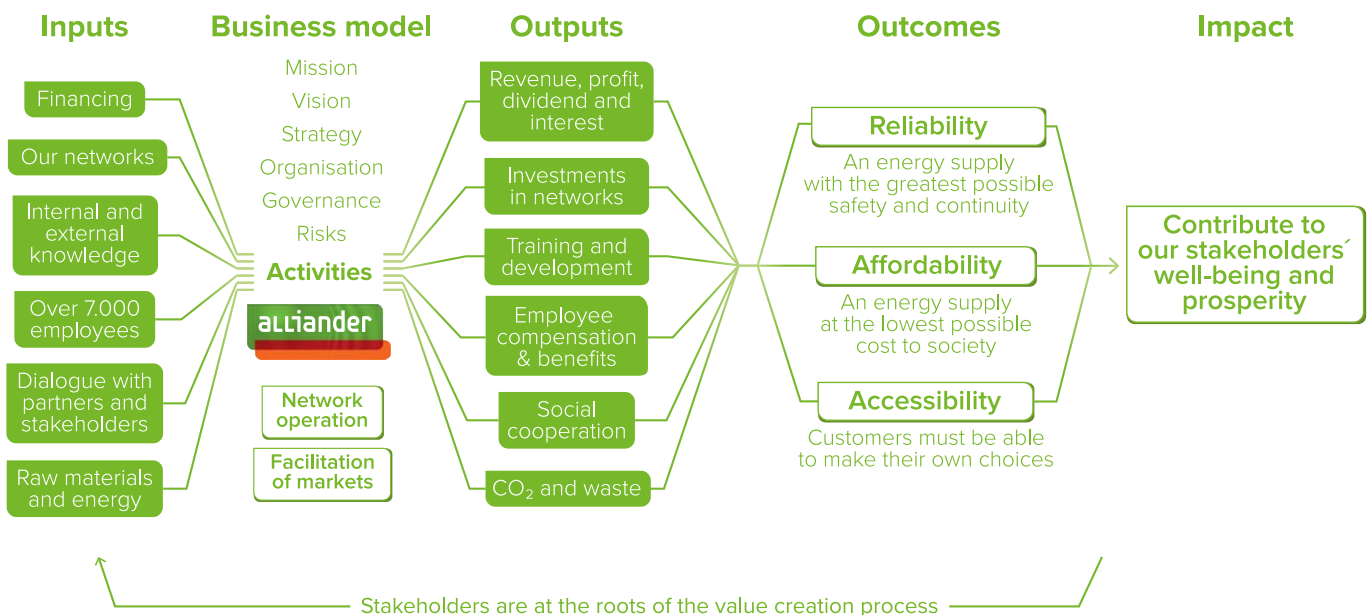 Inputs
Financing
Our networks
Internal and
external
knowledge
Over 7.000
employees
Dialogue with
partners and
stakeholders
Raw materials
and energy
Business model
Mission
Vision
Strategy
Organisation
Governance
Risks
Activities
alliander
Network
operation
Facilitation
of markets
Outputs
Revenue, profit,
dividend and
interest
Investments
in networks
Training and
development
Employee
compensation
& benefits
Social
cooperation
CO₂ and waste
Outcomes
Reliability
An energy supply
with the greatest possible
safety and continuity
Affordability
An energy supply
at the lowest possible
cost to society
Accessibility
Customers must be able
to make their own choices
Impact
Contribute to
our stakeholders´
well-being and
prosperity
Stakeholders are at the roots of the value creation process